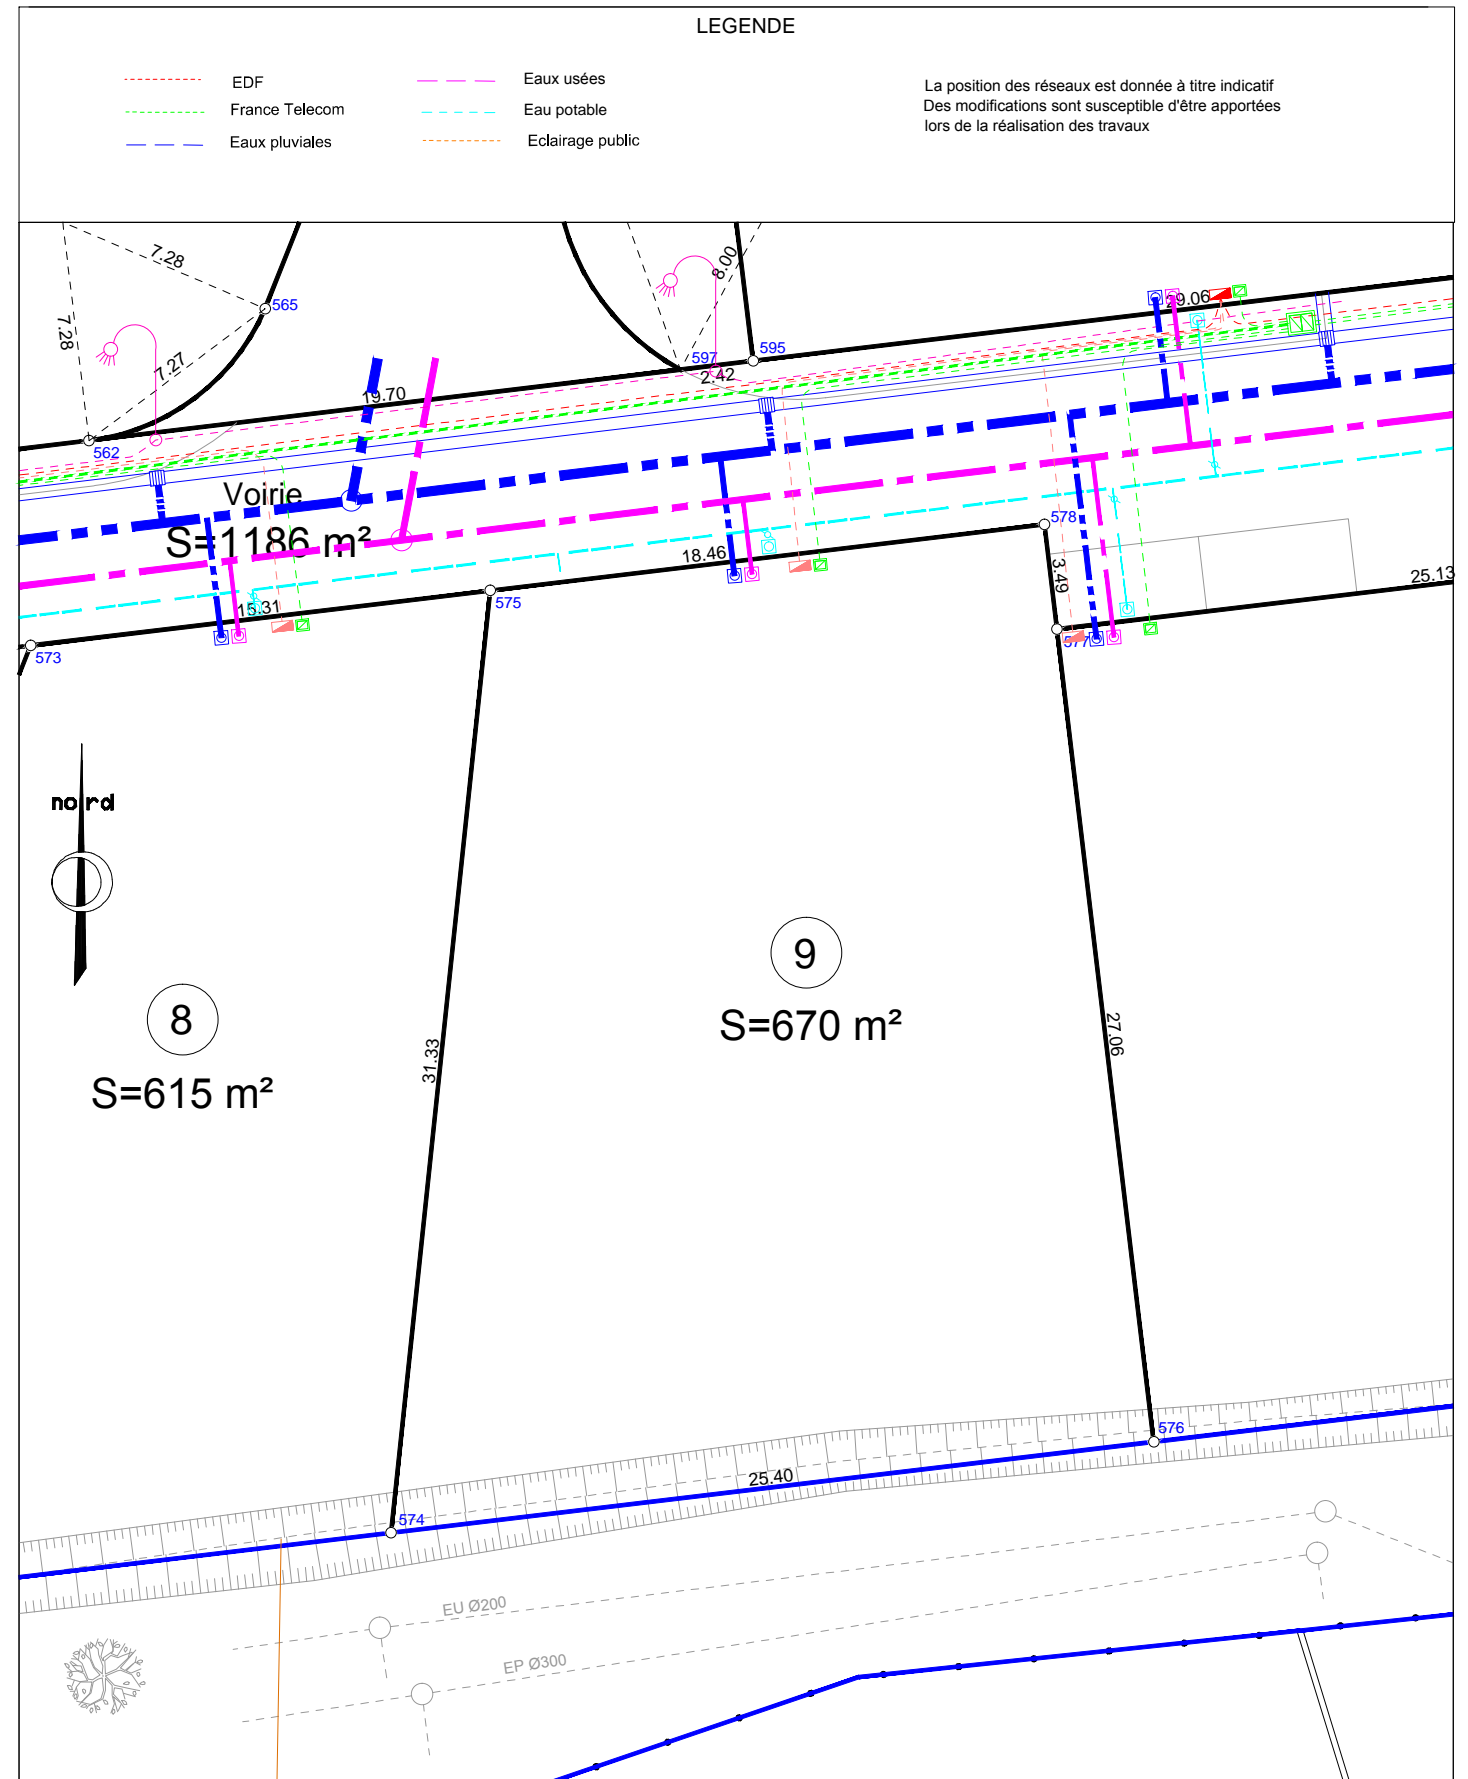 LEGENDE
EDF
France Telecom
Eaux pluviales
Eaux usées
Eau potable
Eclairage public
La position des réseaux est donnée à titre indicatif
Des modifications sont susceptible d'être apportées
lors de la réalisation des travaux
7.28
7.28
7.27
565
562
19.70
8.00
597
595
2.42
29.06
Voirie
S=1186 m²
15.31
573
575
18.46
578
3.49
577
25.13
nord
8
S=615 m²
31.33
9
S=670 m²
27.06
576
25.40
574
EU Ø200
EP Ø300